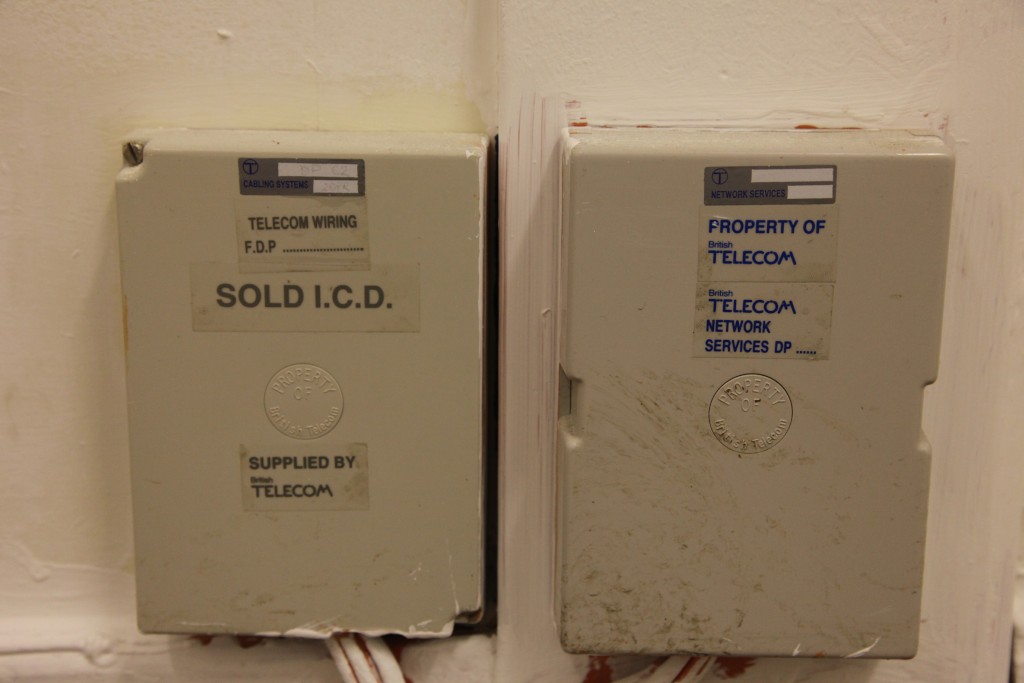 CABLING SYSTEMS
TELECOM WIRING
F.D.P ........................
SOLD I.C.D.
PROPERTY
OF
British Telecom
SUPPLIED BY
British
TELECOM
T
NETWORK SERVICES
PROPERTY OF
British
TELECOM
British
TELECOM
NETWORK
SERVICES DP ......
PROPERTY
OF
British Telecom